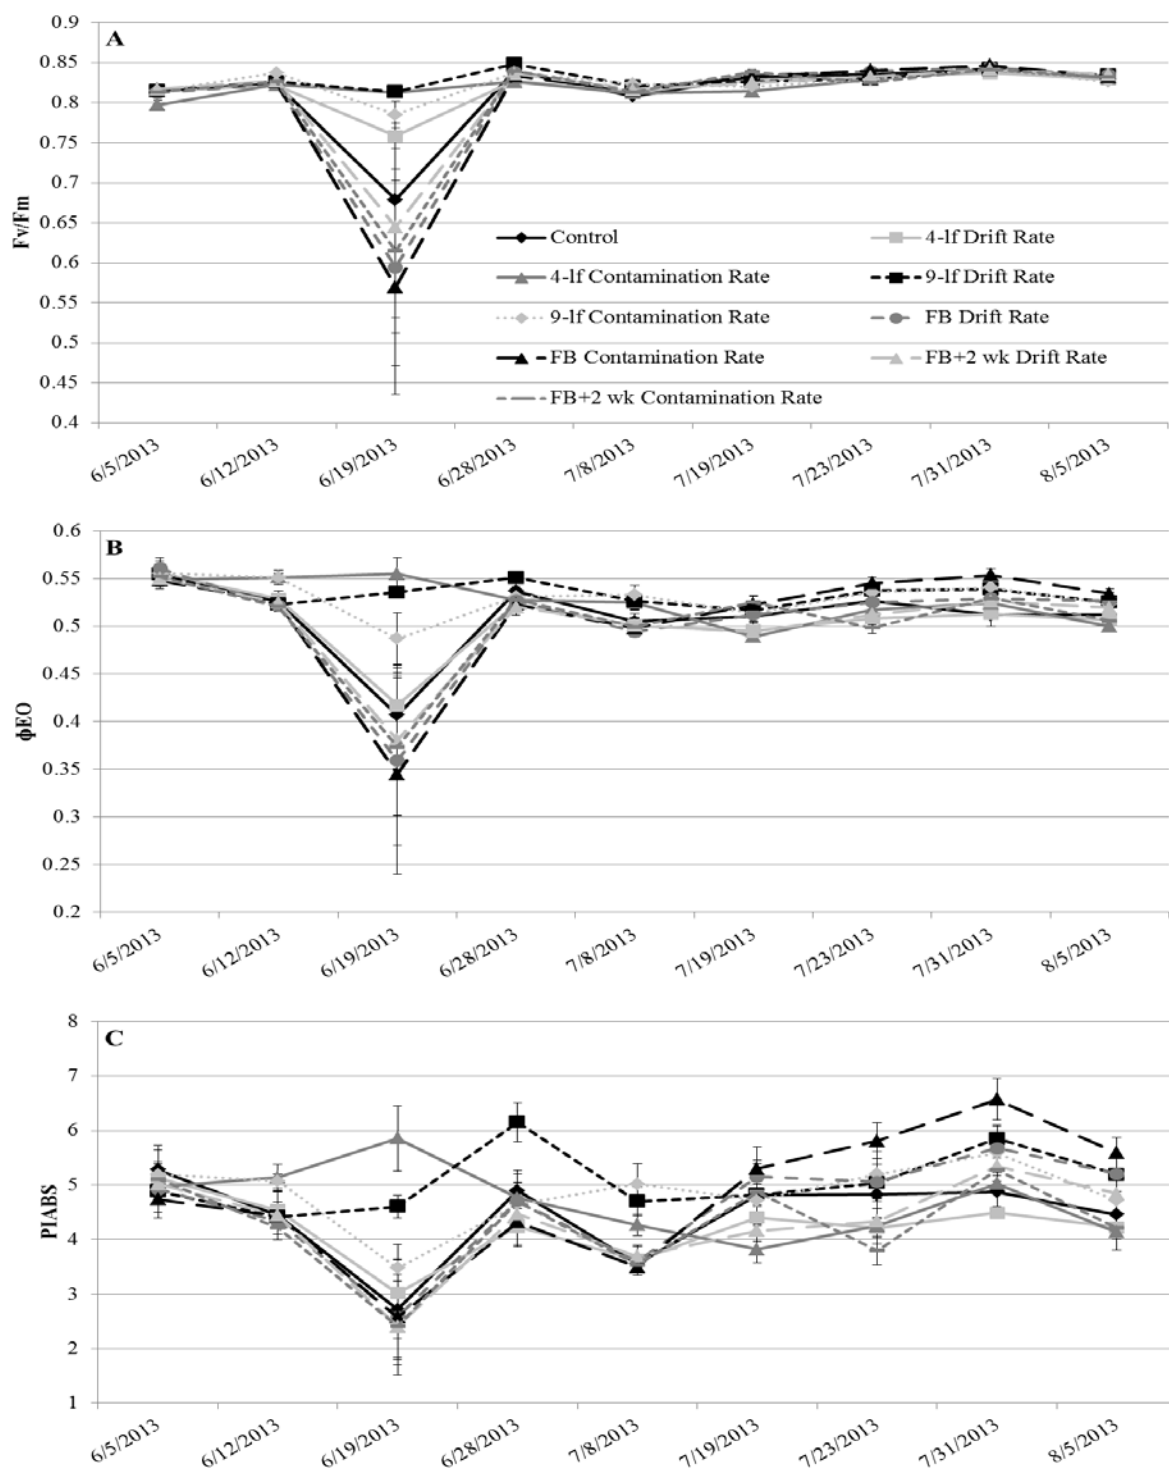 A
0.9
0.85
0.8
0.75
0.7
0.65
0.6
0.55
0.5
0.45
0.4
Fv/Fm
Control
4-lf Drift Rate
4-lf Contamination Rate
9-lf Drift Rate
9-lf Contamination Rate
FB Drift Rate
FB Contamination Rate
FB+2 wk Drift Rate
FB+2 wk Contamination Rate
6/5/2013 6/12/2013 6/19/2013 6/28/2013 7/8/2013 7/19/2013 7/23/2013 7/31/2013 8/5/2013
B
0.6
0.55
0.5
0.45
0.4
0.35
0.3
0.25
0.2
ϕEO
6/5/2013 6/12/2013 6/19/2013 6/28/2013 7/8/2013 7/19/2013 7/23/2013 7/31/2013 8/5/2013
C
8
7
6
5
4
3
2
1
PIABS
6/5/2013 6/12/2013 6/19/2013 6/28/2013 7/8/2013 7/19/2013 7/23/2013 7/31/2013 8/5/2013